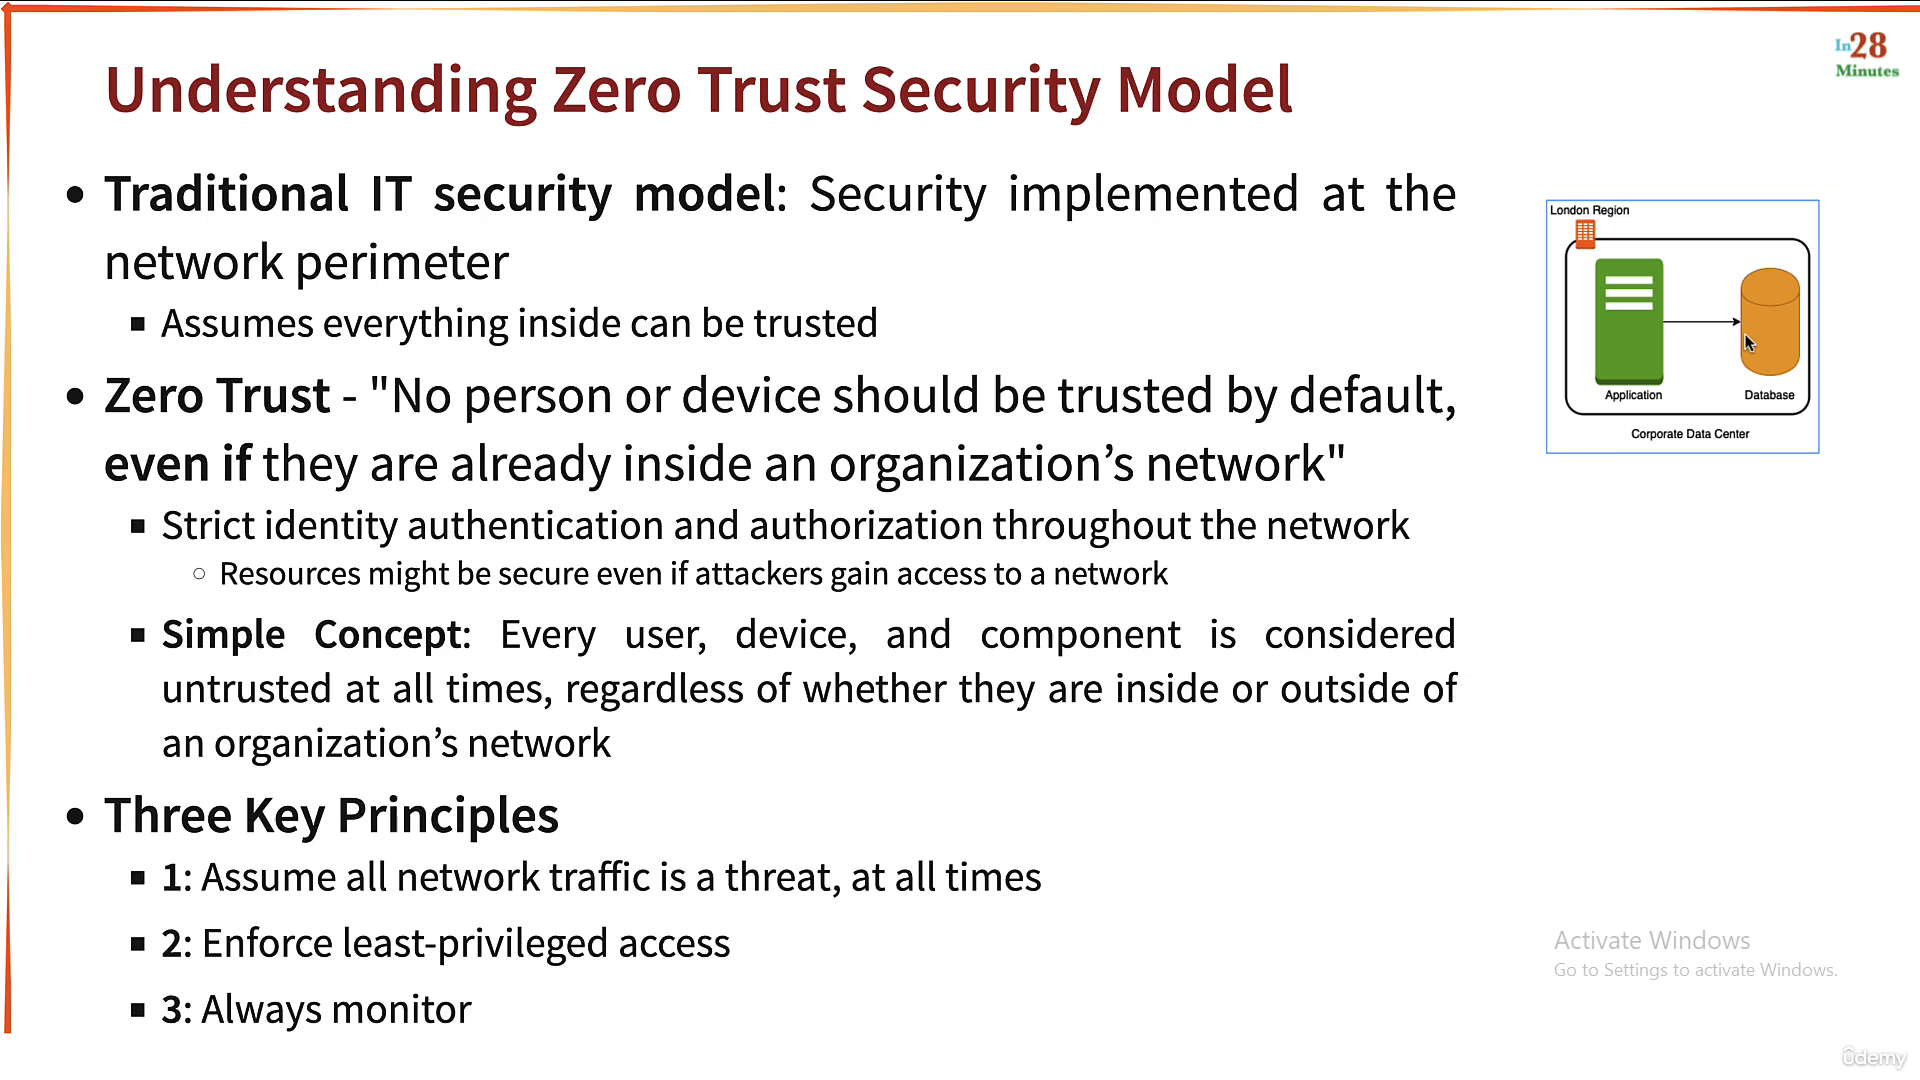 In28
Minutes
Understanding Zero Trust Security Model
• Traditional IT security model: Security implemented at the
network perimeter
▪ Assumes everything inside can be trusted
• Zero Trust - "No person or device should be trusted by default,
even if they are already inside an organization’s network"
▪ Strict identity authentication and authorization throughout the network
○ Resources might be secure even if attackers gain access to a network
▪ Simple Concept: Every user, device, and component is considered
untrusted at all times, regardless of whether they are inside or outside of
an organization’s network
• Three Key Principles
▪ 1: Assume all network traffic is a threat, at all times
▪ 2: Enforce least-privileged access
▪ 3: Always monitor
London Region
Application
Database
Corporate Data Center
Activate Windows
Go to Settings to activate Windows.
ûdemy